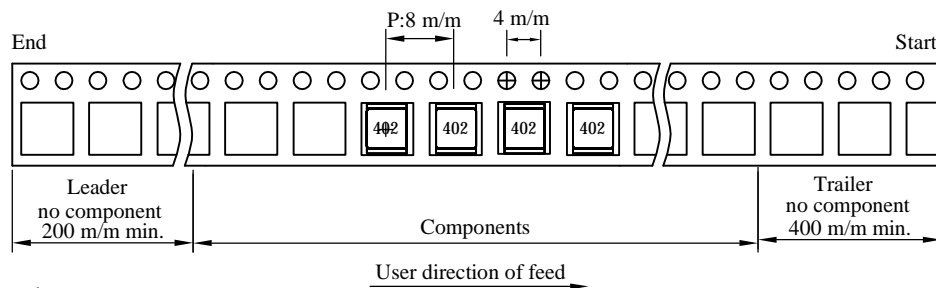 P:8 m/m
4 m/m
End
Start
402
402
402
402
Leader
no component
200 m/m min.
Components
Trailer
no component
400 m/m min.
User direction of feed